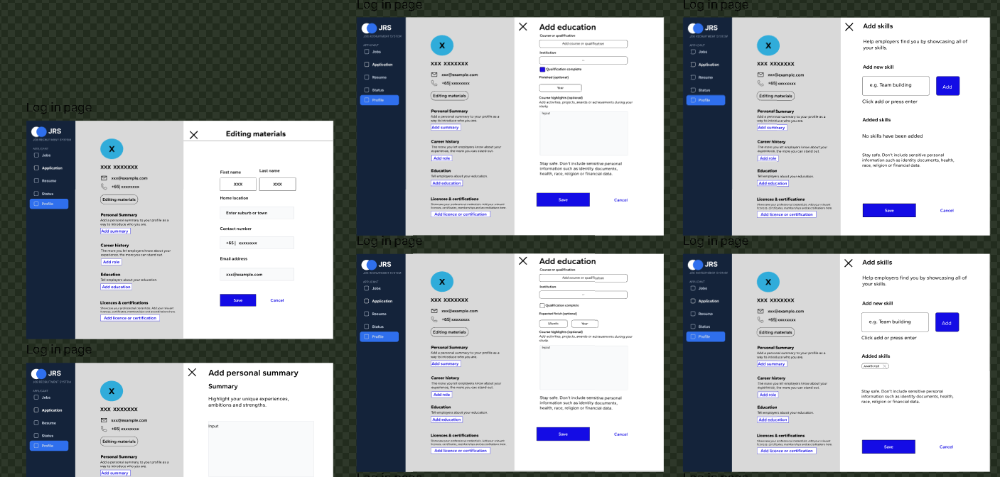 Log in page
JRS
JOB RECRUITMENT SYSTEM
APPLICANT
Jobs
Application
Resume
Status
Profile
X
XXX XXXXXXX
xxx@example.com
+65| xxxxxxxx
Editing materials
Personal Summary
Add a personal summary to your profile as a
way to introduce who you are.
Add summary
Career history
The more you let employers know about your
experience, the more you can stand out.
Add role
Education
Tell employers about your education.
Add education
Licences & certifications
Showcase your professional credentials. Add your relevant
licences, certificates, memberships and accreditations here.
Add licence or certification
Editing materials
First name
Last name
XXX
XXX
Home location
Enter suburb or town
Contact number
+65 | xxxxxxxx
Email address
xxx@example.com
Save
Cancel
Log in page
JRS
JOB RECRUITMENT SYSTEM
APPLICANT
Jobs
Application
Resume
Status
Profile
X
XXX XXXXXXX
xxx@example.com
+65| xxxxxxxx
Editing materials
Personal Summary
Add a personal summary to your profile as a
way to introduce who you are.
Add summary
Add personal summary
Summary
Highlight your unique experiences,
ambitions and strengths.
Input
Log in page
JRS
JOB RECRUITMENT SYSTEM
APPLICANT
Jobs
Application
Resume
Status
Profile
X
XXX XXXXXXX
xxx@example.com
+65| xxxxxxxx
Editing materials
Personal Summary
Add a personal summary to your profile as a
way to introduce who you are.
Add summary
Career history
The more you let employers know about your
experience, the more you can stand out.
Add role
Education
Tell employers about your education.
Add education
Licences & certifications
Showcase your professional credentials. Add your relevant
licences, certificates, memberships and accreditations here.
Add licence or certification
Add education
Course or qualification
Add course or qualification
Institution
--
Qualification complete
Finished (optional)
Year
Course highlights (optional)
Add activities, projects, awards or achievements during your
study.
Input
Stay safe. Don't include sensitive personal
information such as identity documents,
health, race, religion or financial data.
Save
Cancel
Log in page
JRS
JOB RECRUITMENT SYSTEM
APPLICANT
Jobs
Application
Resume
Status
Profile
X
XXX XXXXXXX
xxx@example.com
+65| xxxxxxxx
Editing materials
Personal Summary
Add a personal summary to your profile as a
way to introduce who you are.
Add summary
Career history
The more you let employers know about your
experience, the more you can stand out.
Add role
Education
Tell employers about your education.
Add education
Licences & certifications
Showcase your professional credentials. Add your relevant
licences, certificates, memberships and accreditations here.
Add licence or certification
Add education
Course or qualification
Add course or qualification
Institution
--
Qualification complete
Expected finish (optional)
Month
Year
Course highlights (optional)
Add activities, projects, awards or achievements during your
study.
Input
Stay safe. Don't include sensitive personal
information such as identity documents,
health, race, religion or financial data.
Save
Cancel
Log in page
JRS
JOB RECRUITMENT SYSTEM
APPLICANT
Jobs
Application
Resume
Status
Profile
X
XXX XXXXXXX
xxx@example.com
+65| xxxxxxxx
Editing materials
Personal Summary
Add a personal summary to your profile as a
way to introduce who you are.
Add summary
Career history
The more you let employers know about your
experience, the more you can stand out.
Add role
Education
Tell employers about your education.
Add education
Licences & certifications
Showcase your professional credentials. Add your relevant
licences, certificates, memberships and accreditations here.
Add licence or certification
Add skills
Help employers find you by showcasing all of
your skills.
Add new skill
e.g. Team building
Add
Click add or press enter
Added skills
No skills have been added
Stay safe. Don't include sensitive personal
information such as identity documents, health,
race, religion or financial data.
Save
Cancel
Log in page
JRS
JOB RECRUITMENT SYSTEM
APPLICANT
Jobs
Application
Resume
Status
Profile
X
XXX XXXXXXX
xxx@example.com
+65| xxxxxxxx
Editing materials
Personal Summary
Add a personal summary to your profile as a
way to introduce who you are.
Add summary
Career history
The more you let employers know about your
experience, the more you can stand out.
Add role
Education
Tell employers about your education.
Add education
Licences & certifications
Showcase your professional credentials. Add your relevant
licences, certificates, memberships and accreditations here.
Add licence or certification
Add skills
Help employers find you by showcasing all of
your skills.
Add new skill
e.g. Team building
Add
Click add or press enter
Added skills
JavaScript
Stay safe. Don't include sensitive personal
information such as identity documents, health,
race, religion or financial data.
Save
Cancel